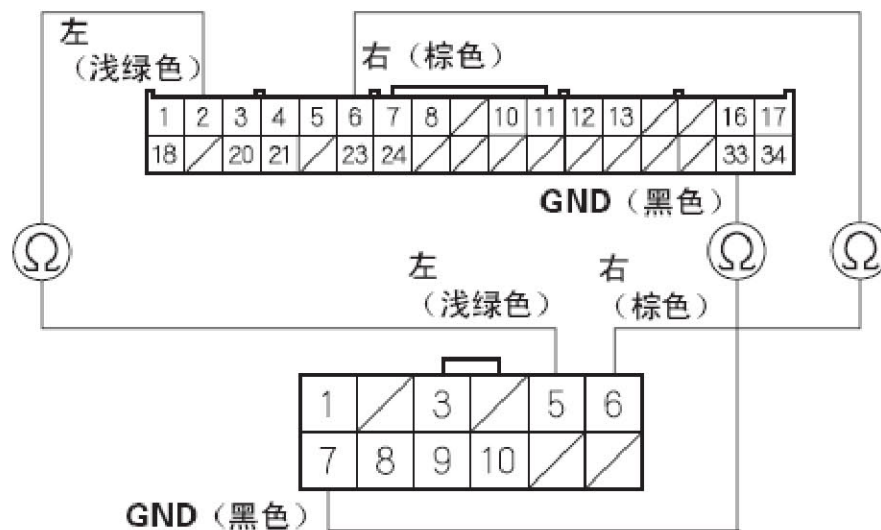 左
（浅绿色）
右（棕色）
1 2 3 4 5 6 7 8 10 11 12 13 16 17
18 20 21 23 24 33 34
GND（黑色）
Ω Ω Ω
左
（浅绿色）
右
（棕色）
1 3 5 6
7 8 9 10
GND（黑色）